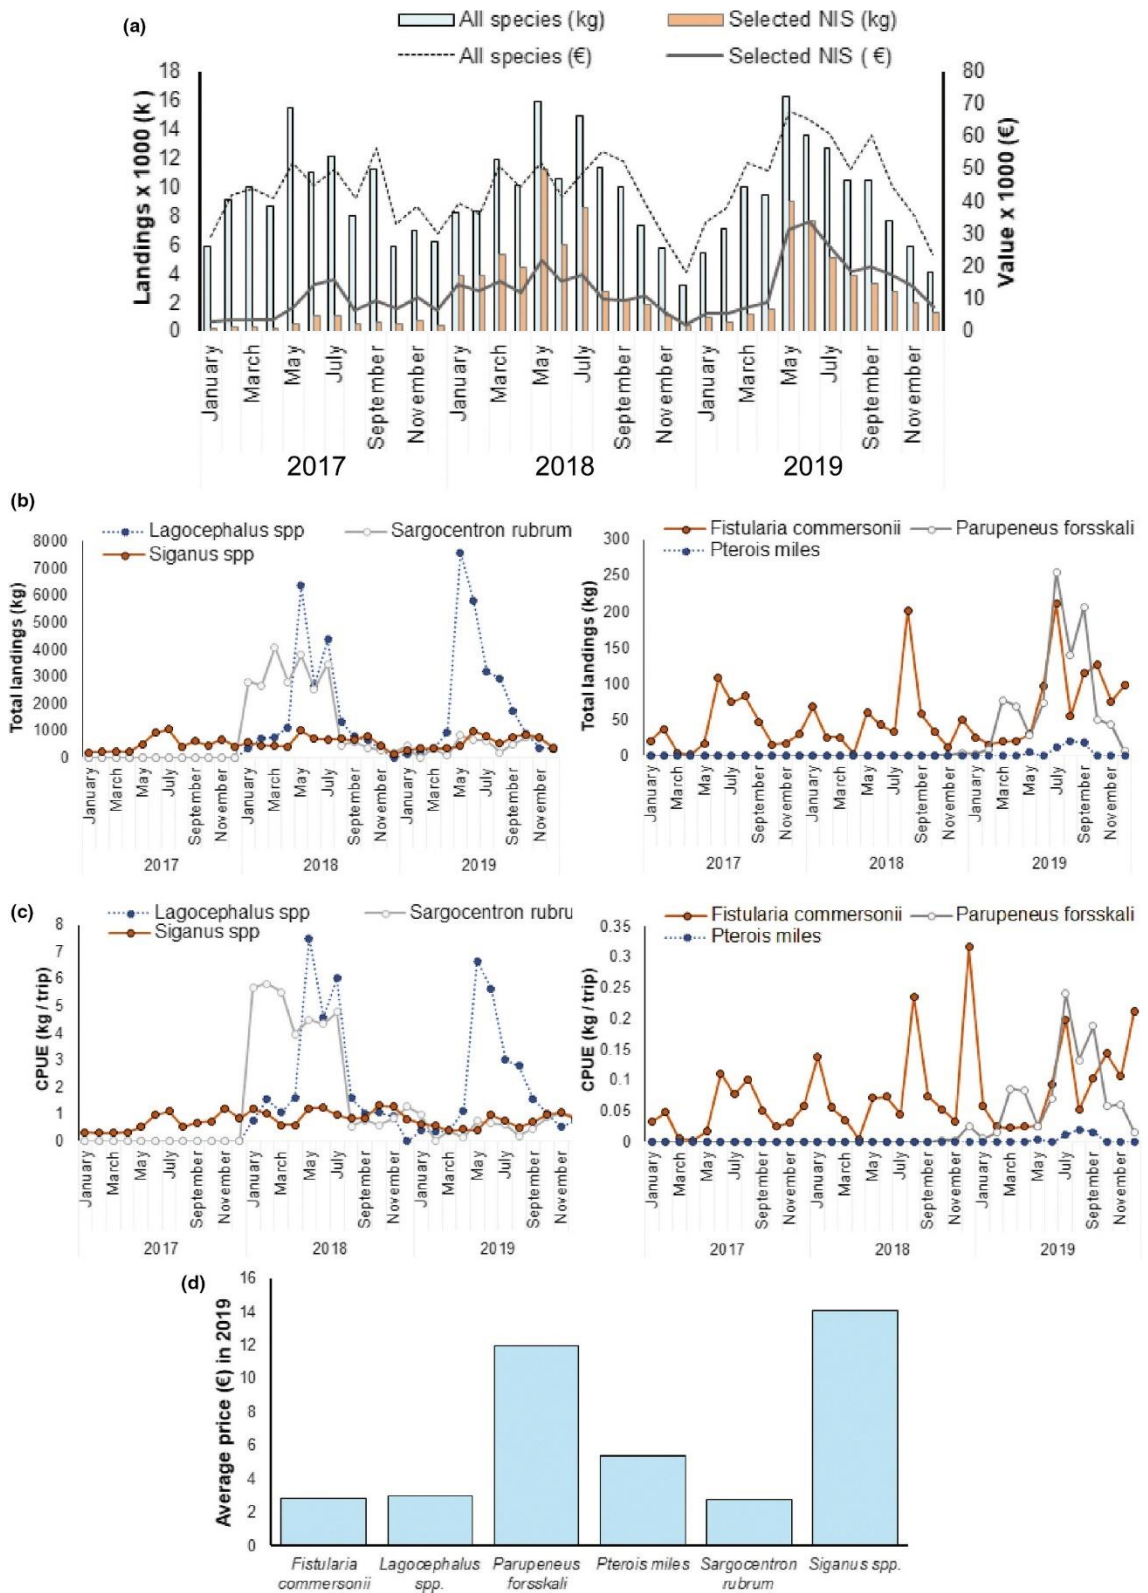 (a)
All species (kg) Selected NIS (kg)
All species (€) Selected NIS ( €)
Landings x 1000 (k )
18
16
14
12
10
8
6
4
2
0
80
70
60
50
40
30
20
10
0
Value x 1000 (€)
January March May July September November January March May July September November January March May July September November
2017 2018 2019
(b)
Lagocephalus spp Sargocentron rubrum
Siganus spp
Total landings (kg)
8000
7000
6000
5000
4000
3000
2000
1000
0
January March May July September November January March May July September November January March May July September November
2017 2018 2019
Fistularia commersonii Parupeneus forsskali
Pterois miles
Total landings (kg)
300
250
200
150
100
50
0
January March May July September November January March May July September November January March May July September November
2017 2018 2019
(c)
Lagocephalus spp Sargocentron rubru
Siganus spp
CPUE (kg / trip)
8
7
6
5
4
3
2
1
0
January March May July September November January March May July September November January March May July September November
2017 2018 2019
Fistularia commersonii Parupeneus forsskali
Pterois miles
CPUE (kg / trip)
0.35
0.3
0.25
0.2
0.15
0.1
0.05
0
January March May July September November January March May July September November January March May July September November
2017 2018 2019
(d)
Average price (€) in 2019
16
14
12
10
8
6
4
2
0
Fistularia Lagocephalus Parupeneus Pterois miles Sargocentron Siganus spp.
commersonii spp. forsskali rubrum